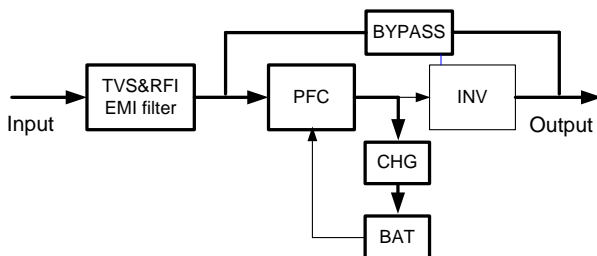 BYPASS
TVS&RFI
EMI filter
PFC
INV
Input
Output
CHG
BAT